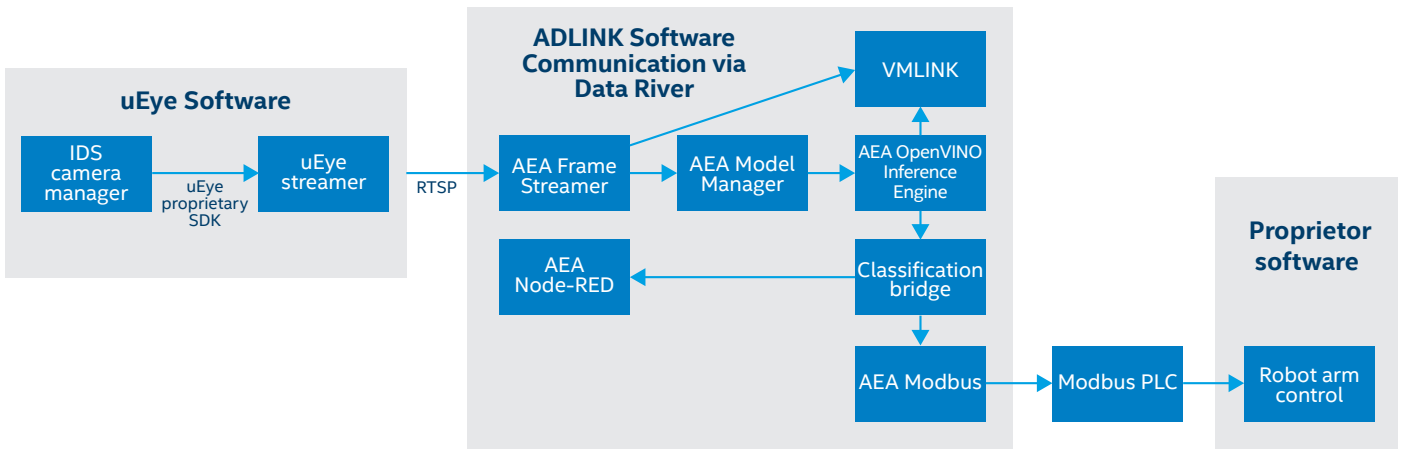 uEye Software
IDS
camera
manager
uEye
proprietary
SDK
uEye
streamer
RTSP
ADLINK Software
Communication via
Data River
VMLINK
AEA Frame
Streamer
AEA Model
Manager
AEA OpenVINO
Inference
Engine
AEA
Node-RED
Classification
bridge
AEA Modbus
Modbus PLC
Proprietor
software
Robot arm
control